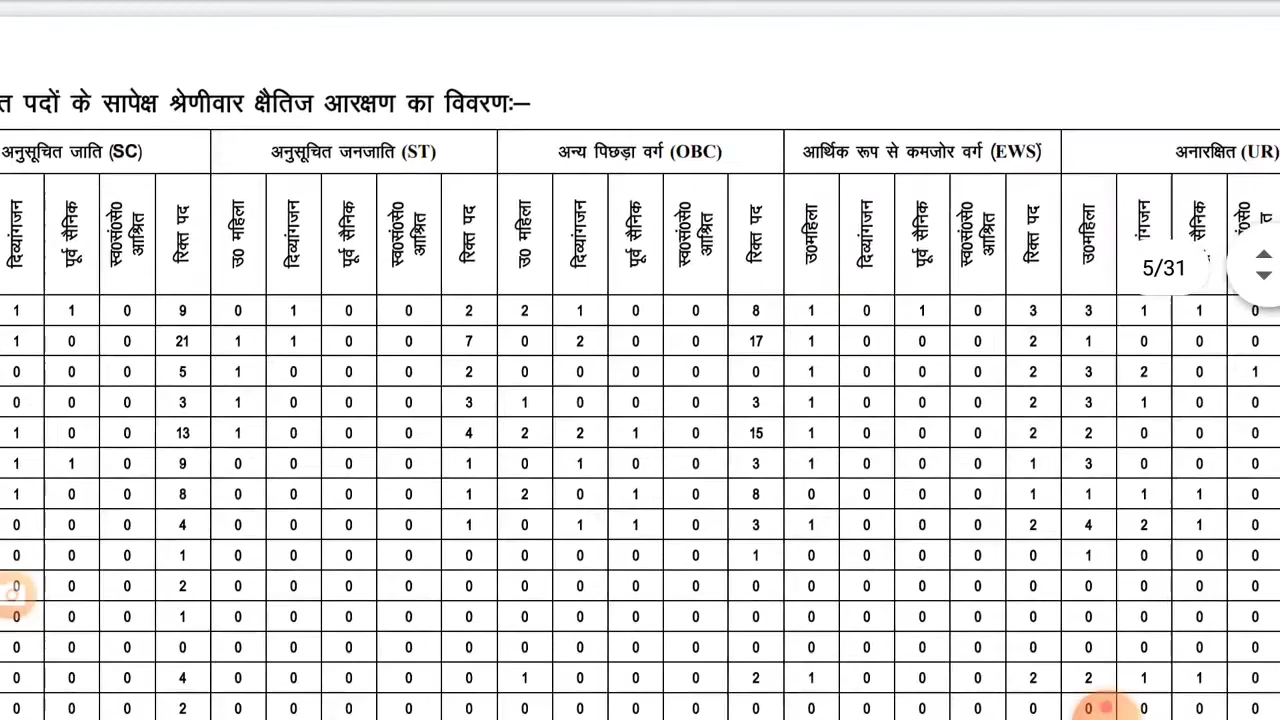 त पदों के सापेक्ष श्रेणीवार क्षैतिज आरक्षण का विवरणः–
अनुसूचित जाति (SC) अनुसूचित जनजाति (ST) अन्य पिछड़ा वर्ग (OBC) आर्थिक रूप से कमजोर वर्ग (EWS) अनारक्षित (UR)
दिव्यांगजन पूर्व सैनिक स्व0सं0से0 आश्रित रिक्त पद उ0 महिला दिव्यांगजन पूर्व सैनिक स्व0सं0से0 आश्रित रिक्त पद उ0 महिला दिव्यांगजन पूर्व सैनिक स्व0सं0से0 आश्रित रिक्त पद उ0महिला दिव्यांगजन पूर्व सैनिक स्व0सं0से0 आश्रित रिक्त पद उ0महिला ांगजन सैनिक ं0से0 त
5/31
1 1 0 9 0 1 0 0 2 2 1 0 0 8 1 0 1 0 3 3 1 1 0
1 0 0 21 1 1 0 0 7 0 2 0 0 17 1 0 0 0 2 1 0 0 0
0 0 0 5 1 0 0 0 2 0 0 0 0 0 1 0 0 0 2 3 2 0 1
0 0 0 3 1 0 0 0 3 1 0 0 0 3 1 0 0 0 2 3 1 0 0
1 0 0 13 1 0 0 0 4 2 2 1 0 15 1 0 0 0 2 2 0 0 0
1 1 0 9 0 0 0 0 1 0 1 0 0 3 1 0 0 0 1 3 0 0 0
1 0 0 8 0 0 0 0 1 2 0 1 0 8 0 0 0 0 1 1 1 1 0
0 0 0 4 0 0 0 0 1 0 1 1 0 3 1 0 0 0 2 4 2 1 0
0 0 0 1 0 0 0 0 0 0 0 0 0 1 0 0 0 0 0 1 0 0 0
0 0 0 2 0 0 0 0 0 0 0 0 0 0 0 0 0 0 0 0 0 0 0
0 0 0 1 0 0 0 0 0 0 0 0 0 0 0 0 0 0 0 0 0 0 0
0 0 0 0 0 0 0 0 0 0 0 0 0 0 0 0 0 0 0 0 0 0 0
0 0 0 4 0 0 0 0 0 1 0 0 0 2 1 0 0 0 2 2 1 1 0
0 0 0 2 0 0 0 0 0 0 0 0 0 0 0 0 0 0 0 0 0 0 0